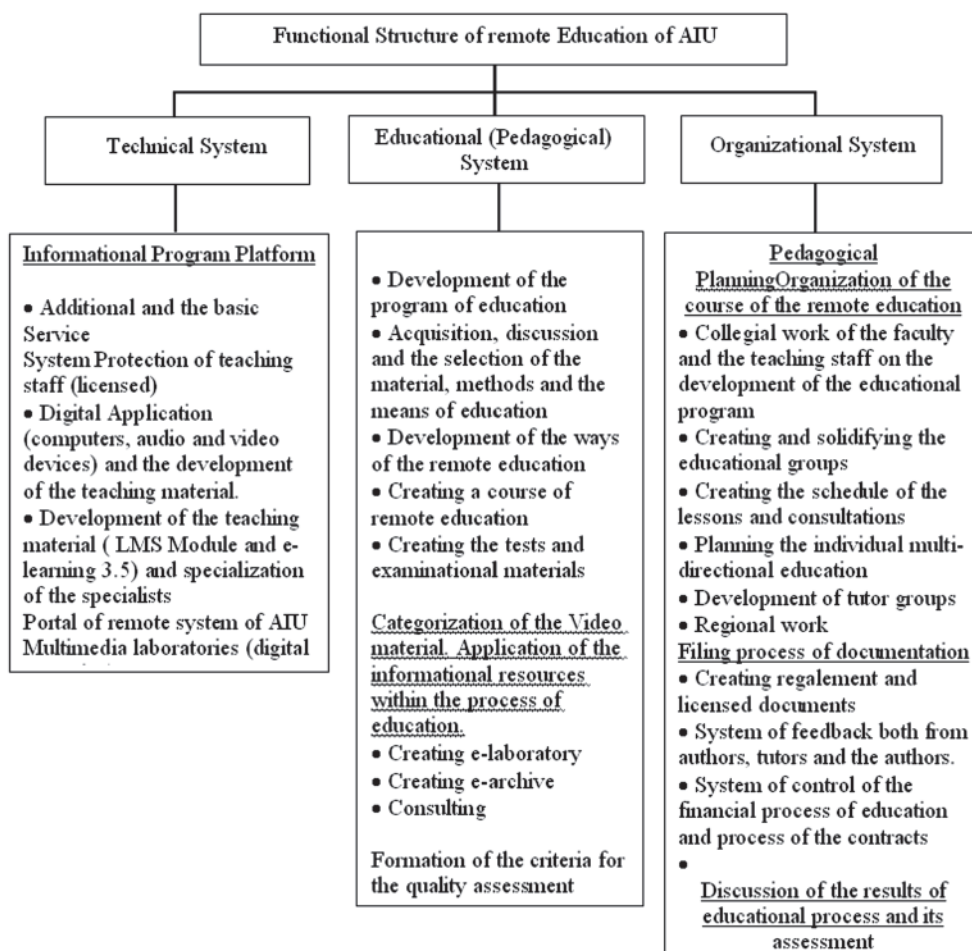 Functional Structure of remote Education of AIU
Technical System
Educational (Pedagogical)
System
Organizational System
Informational Program Platform
• Additional and the basic
Service
System Protection of teaching
staff (licensed)
• Digital Application
(computers, audio and video
devices) and the development
of the teaching material.
• Development of the teaching
material ( LMS Module and e-
learning 3.5) and specialization
of the specialists
Portal of remote system of AIU
Multimedia laboratories (digital
• Development of the
program of education
• Acquisition, discussion
and the selection of the
material, methods and the
means of education
• Development of the ways
of the remote education
• Creating a course of
remote education
• Creating the tests and
examinational materials
Categorization of the Video
material. Application of the
informational resources
within the process of
education.
• Creating e-laboratory
• Creating e-archive
• Consulting
Formation of the criteria for
the quality assessment
Pedagogical
PlanningOrganization of the
course of the remote education
• Collegial work of the faculty
and the teaching staff on the
development of the educational
program
• Creating and solidifying the
educational groups
• Creating the schedule of the
lessons and consultations
• Planning the individual multi-
directional education
• Development of tutor groups
• Regional work
Filing process of documentation
• Creating regalement and
licensed documents
• System of feedback both from
authors, tutors and the authors.
• System of control of the
financial process of education
and process of the contracts
•
Discussion of the results of
educational process and its
assessment